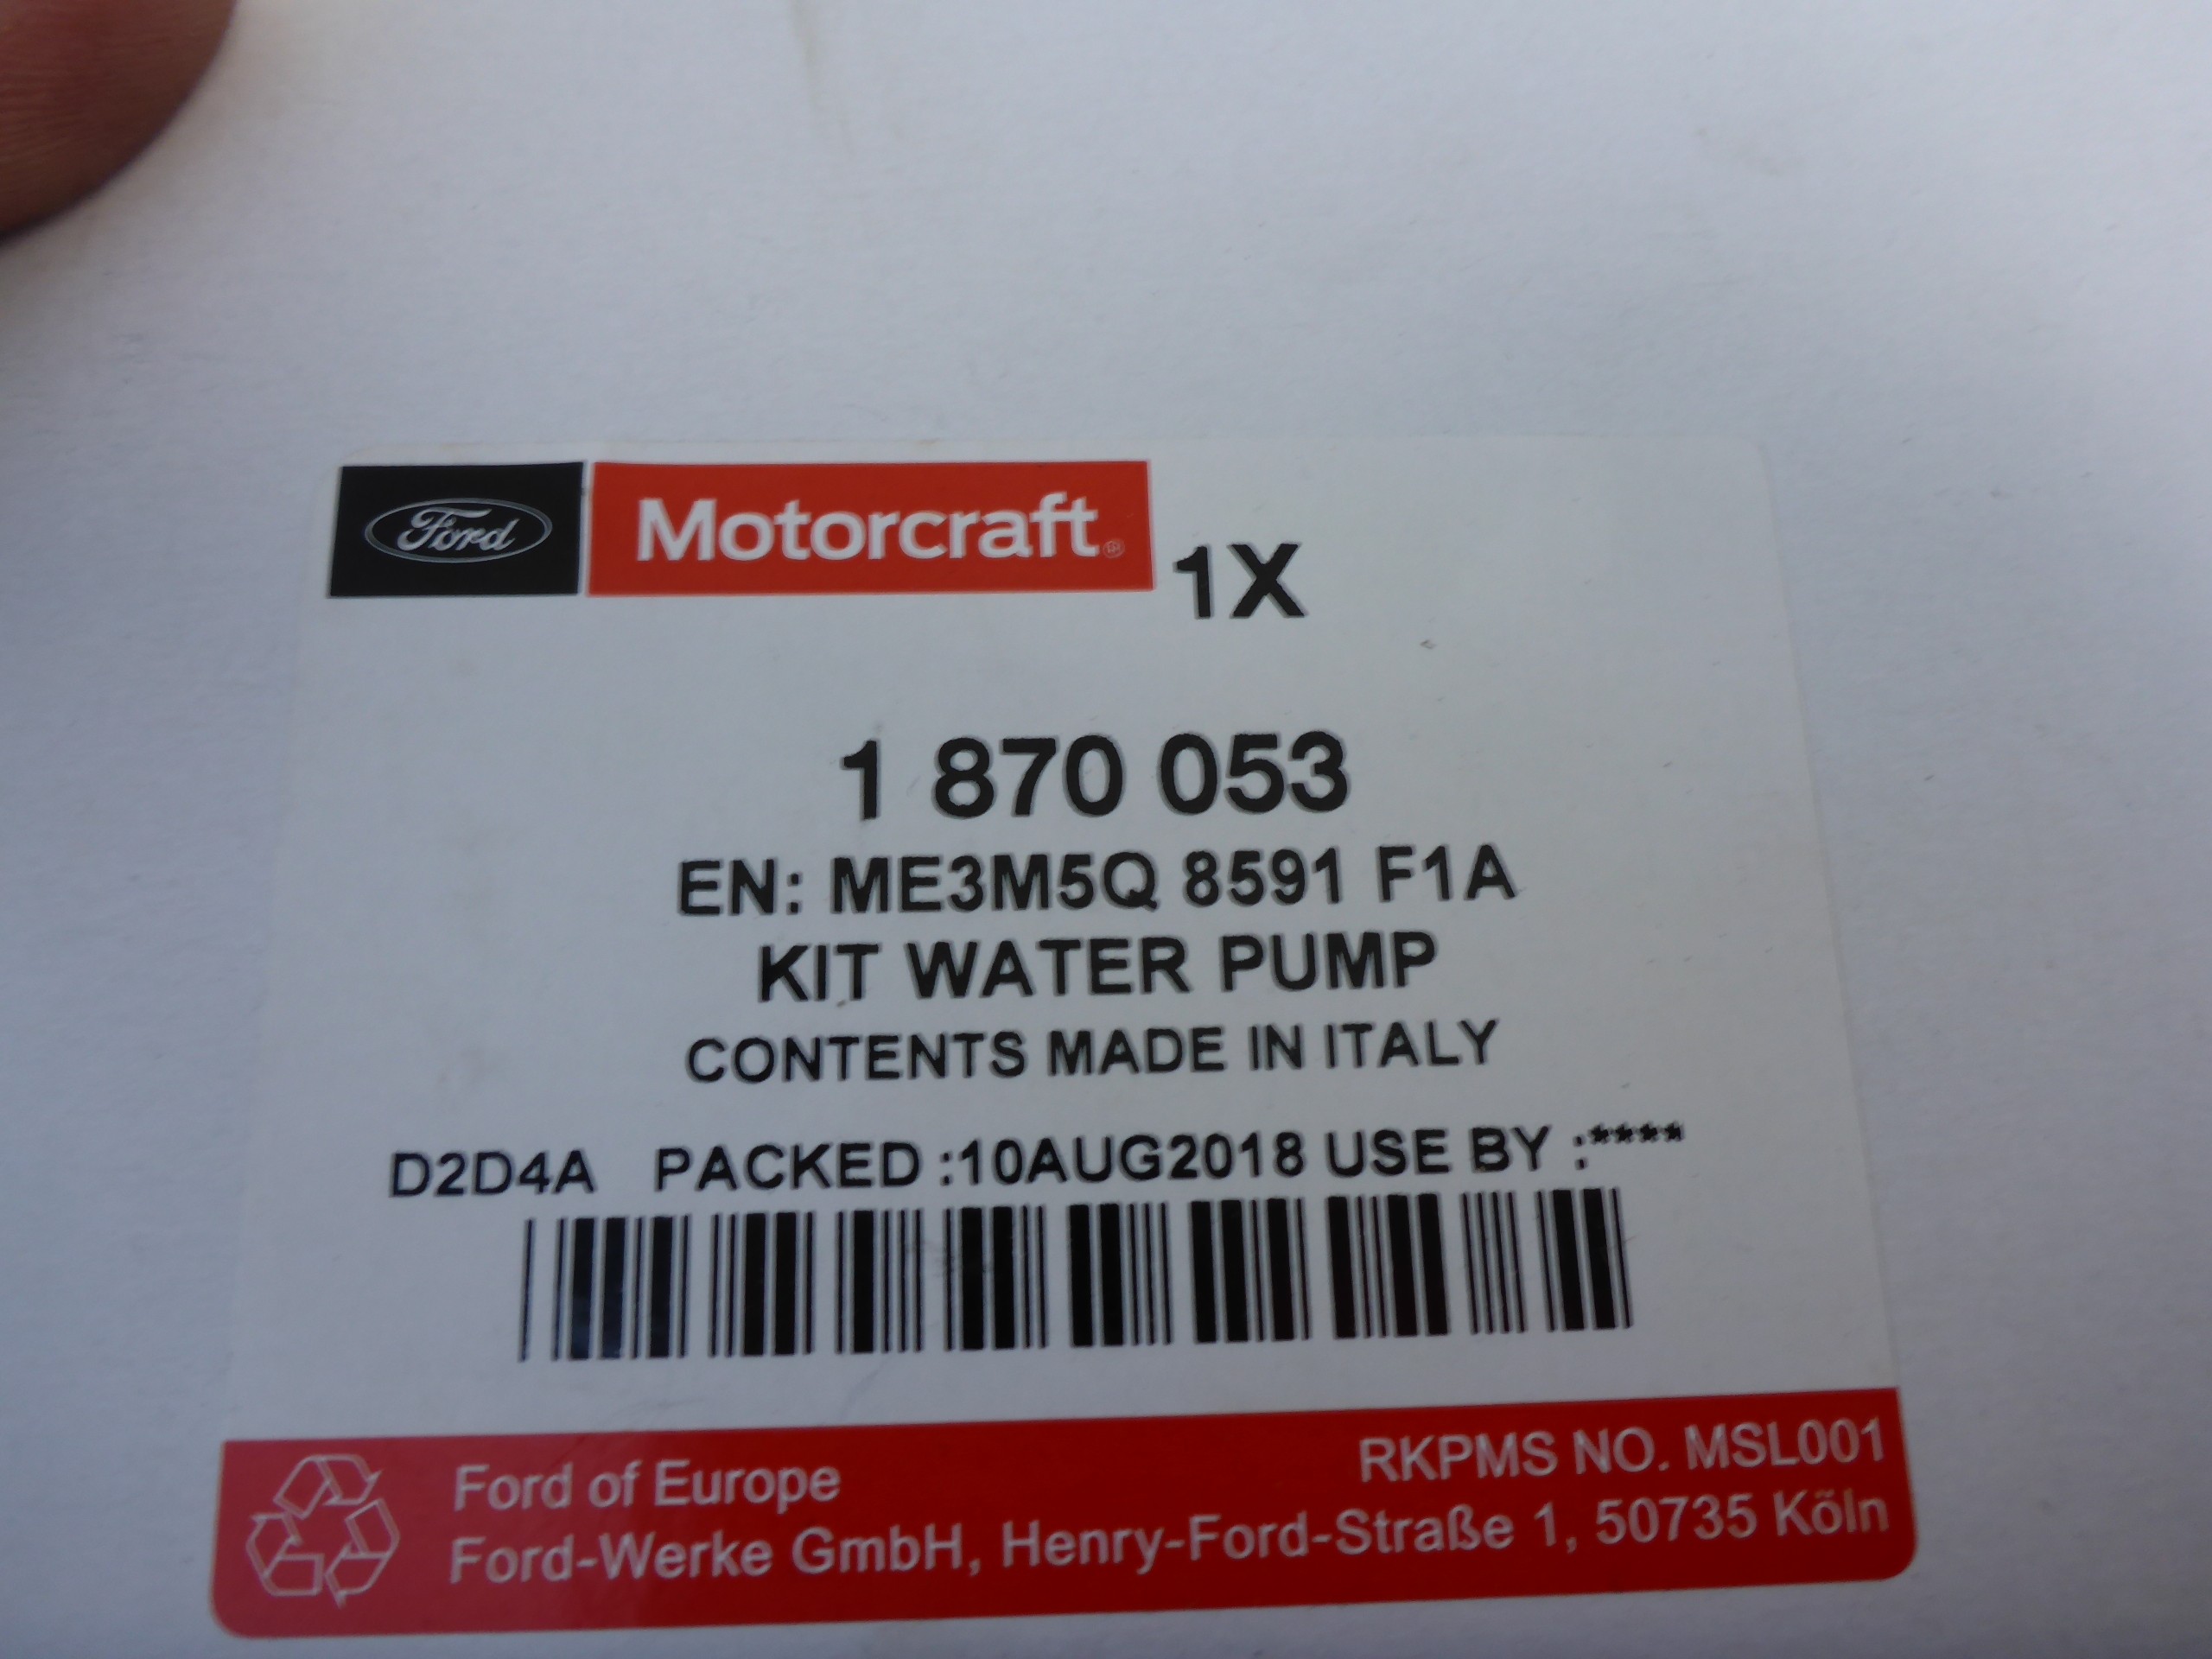 Ford Motorcraft®
1X
1 870 053
EN: ME3M5Q 8591 F1A
KIT WATER PUMP
CONTENTS MADE IN ITALY
D2D4A PACKED :10AUG2018 USE BY :****
RKPMS NO. MSL001
Ford of Europe
Ford-Werke GmbH, Henry-Ford-Straße 1, 50735 Köln